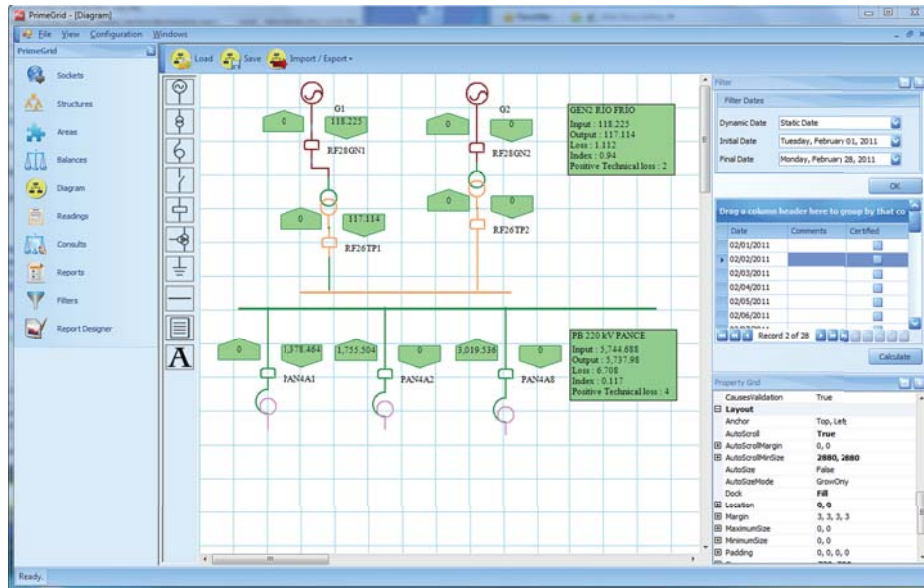 PrimeGrid - [Diagram]
File View Configuration Windows
PrimeGrid
Sockets
Structures
Areas
Balances
Diagram
Readings
Consults
Reports
Filters
Report Designer
Load Save Import / Export
A
G1
0 118.225
RF28GN1
0 117.114
RF26TP1
G2
0 0
RF28GN2
0 0
RF26TP2
GEN2 RIO FRIO
Input : 118.225
Output : 117.114
Loss : 1.112
Index : 0.94
Positive Technical loss : 2
0 1,378.464
PAN4A1
1,755.504 0
PAN4A2
3,019.536 0
PAN4A8
PB 220 kV PANCE
Input : 5,744.688
Output : 5,737.98
Loss : 6.708
Index : 0.117
Positive Technical loss : 4
Filter
Filter Dates
Dynamic Date Static Date
Initial Date Tuesday, February 01, 2011
Final Date Monday, February 28, 2011
OK
Drag a column header here to group by that co
Date Comments Certified
02/01/2011
02/02/2011
02/03/2011
02/04/2011
02/05/2011
02/06/2011
Record 2 of 28
Calculate
Property Grid
CausesValidation True
Layout
Anchor Top, Left
AutoScroll True
AutoScrollMargin 0, 0
AutoScrollMinSize 2880, 2880
AutoSize False
AutoSizeMode GrowOnly
Dock Fill
Location 0, 0
Margin 3, 3, 3, 3
MaximumSize 0, 0
MinimumSize 0, 0
Padding 0, 0, 0, 0
Ready.